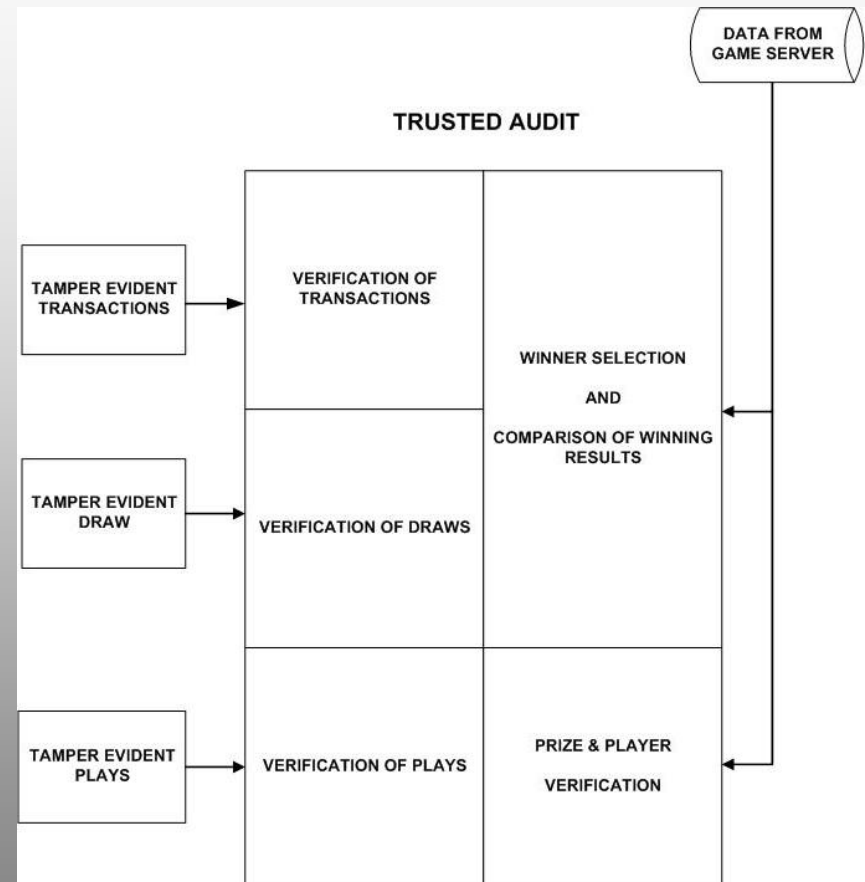 DATA FROM
GAME SERVER
TRUSTED AUDIT
TAMPER EVIDENT
TRANSACTIONS
VERIFICATION OF
TRANSACTIONS
WINNER SELECTION
AND
COMPARISON OF WINNING
RESULTS
TAMPER EVIDENT
DRAW
VERIFICATION OF DRAWS
TAMPER EVIDENT
PLAYS
VERIFICATION OF PLAYS
PRIZE & PLAYER
VERIFICATION